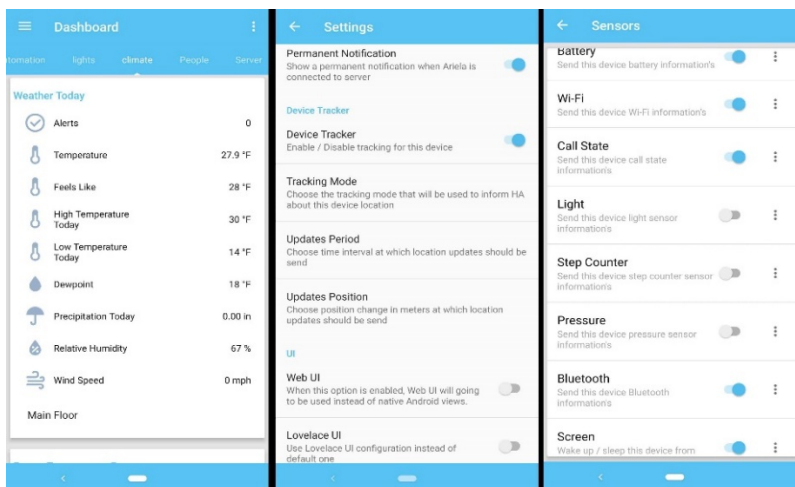 Dashboard
tomation lights climate People Server
Weather Today
Alerts 0
Temperature 27.9 °F
Feels Like 28 °F
High Temperature
Today 30 °F
Low Temperature
Today 14 °F
Dewpoint 18 °F
Precipitation Today 0.00 in
Relative Humidity 67 %
Wind Speed 0 mph
Main Floor
Settings
Permanent Notification
Show a permanent notification when Ariela is
connected to server
Device Tracker
Device Tracker
Enable / Disable tracking for this device
Tracking Mode
Choose the tracking mode that will be used to inform HA
about this device location
Updates Period
Choose time interval at which location updates should be
send
Updates Position
Choose position change in meters at which location
updates should be send
UI
Web UI
When this option is enabled, Web UI will going
to be used instead of native Android views.
Lovelace UI
Use Lovelace UI configuration instead of
default one
Sensors
Battery
Send this device battery information's
Wi-Fi
Send this device Wi-Fi information's
Call State
Send this device call state
information's
Light
Send this device light sensor
information's
Step Counter
Send this device step counter sensor
information's
Pressure
Send this device pressure sensor
information's
Bluetooth
Send this device Bluetooth
information's
Screen
Wake up / sleep this device from